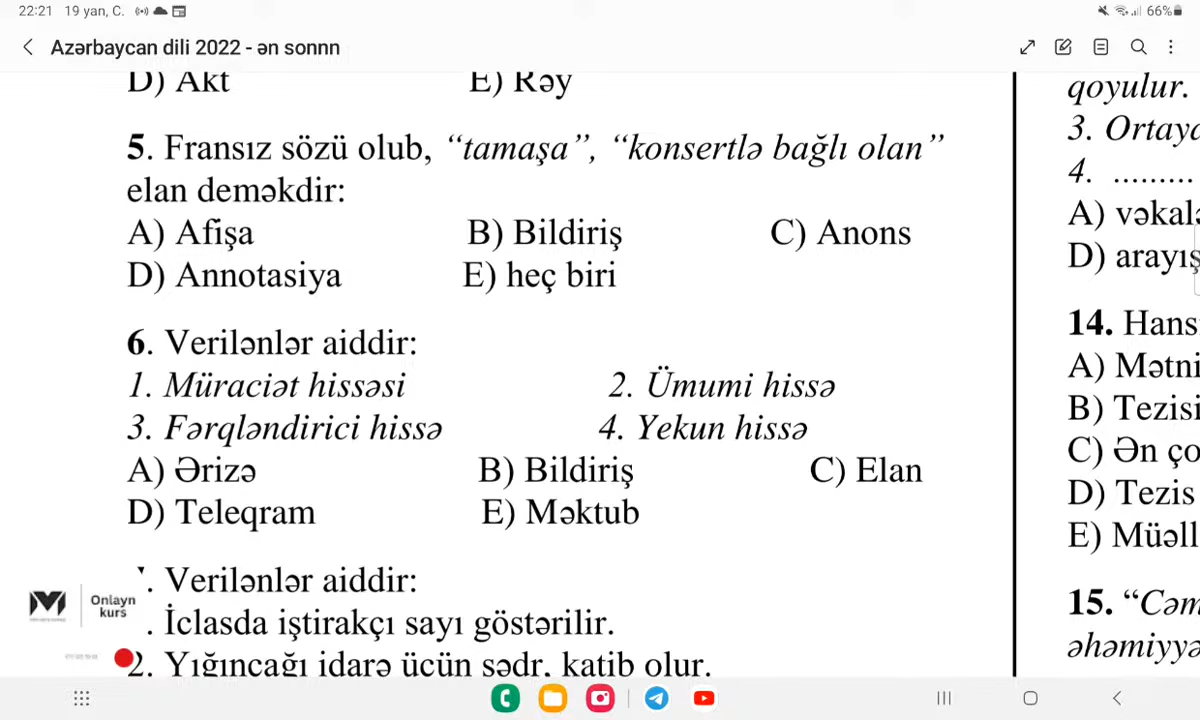 22:21 19 yan, C.
66%
Azərbaycan dili 2022 - ən sonnn
D) Akt E) Rəy
5. Fransız sözü olub, “tamaşa”, “konsertlə bağlı olan”
elan deməkdir:
A) Afişa B) Bildiriş C) Anons
D) Annotasiya E) heç biri
6. Verilənlər aiddir:
1. Müraciət hissəsi 2. Ümumi hissə
3. Fərqləndirici hissə 4. Yekun hissə
A) Ərizə B) Bildiriş C) Elan
D) Teleqram E) Məktub
. Verilənlər aiddir:
. İclasda iştirakçı sayı göstərilir.
2. Yığıncağı idarə üçün sədr, katib olur.
Onlayn
kurs
qoyulur.
3. Ortaya
4. .........
A) vəkalə
D) arayış
14. Hans
A) Mətni
B) Tezisi
C) Ən ço
D) Tezis
E) Müəll
15. “Cəm
əhəmiyyə